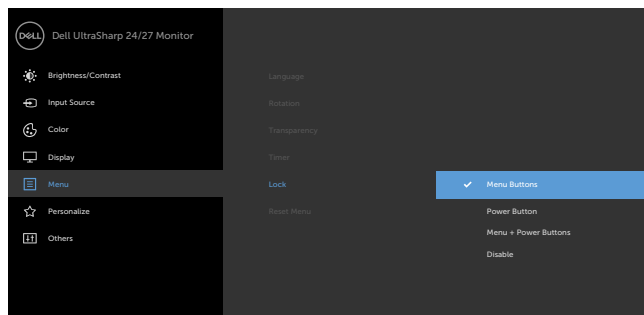 DELL Dell UltraSharp 24/27 Monitor
Brightness/Contrast
Input Source
Color
Display
Menu
Personalize
Others
Language
Rotation
Transparency
Timer
Lock
Reset Menu
Menu Buttons
Power Button
Menu + Power Buttons
Disable